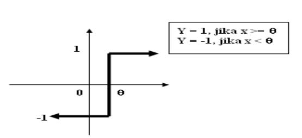 Y = 1, jika x >= θ
Y = -1, jika x < θ
1
0 θ
-1